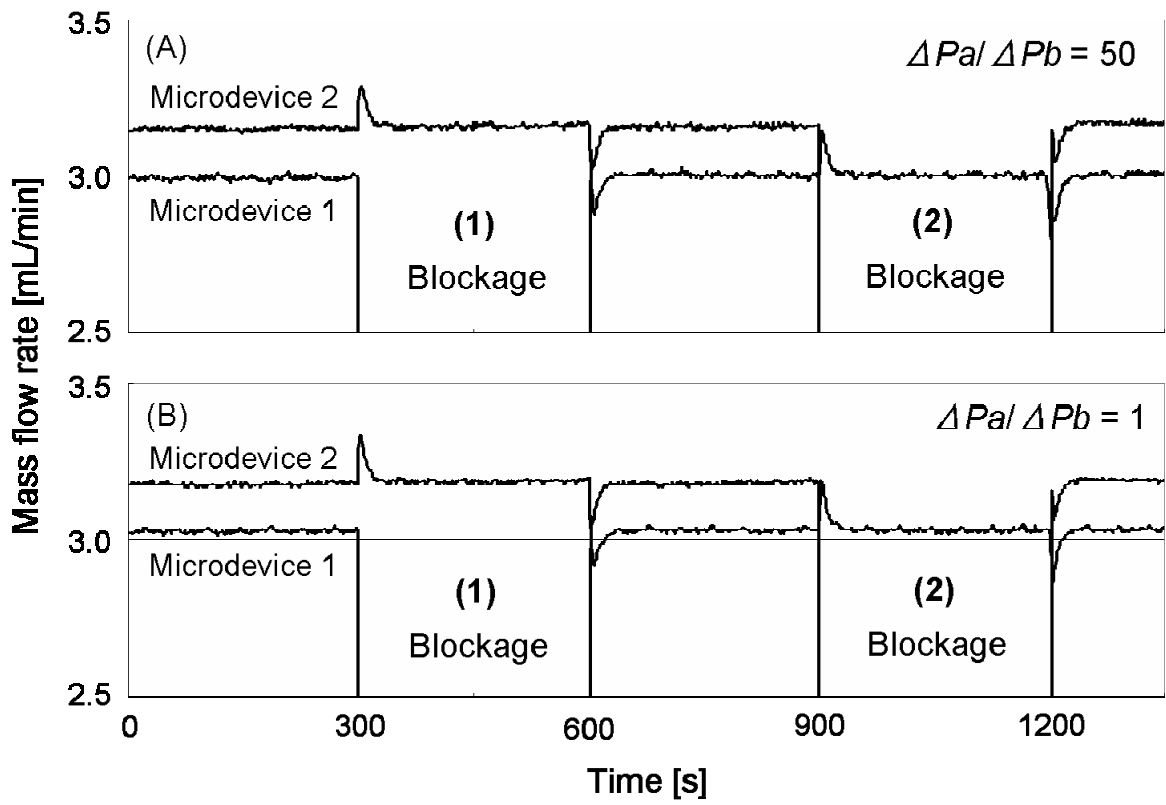 3.5
(A)
ΔPa/ ΔPb = 50
Microdevice 2
3.0
Microdevice 1
(1)
Blockage
(2)
Blockage
2.5
Mass flow rate [mL/min]
3.5
(B)
ΔPa/ ΔPb = 1
Microdevice 2
3.0
Microdevice 1
(1)
Blockage
(2)
Blockage
2.5
0 300 600 900 1200
Time [s]